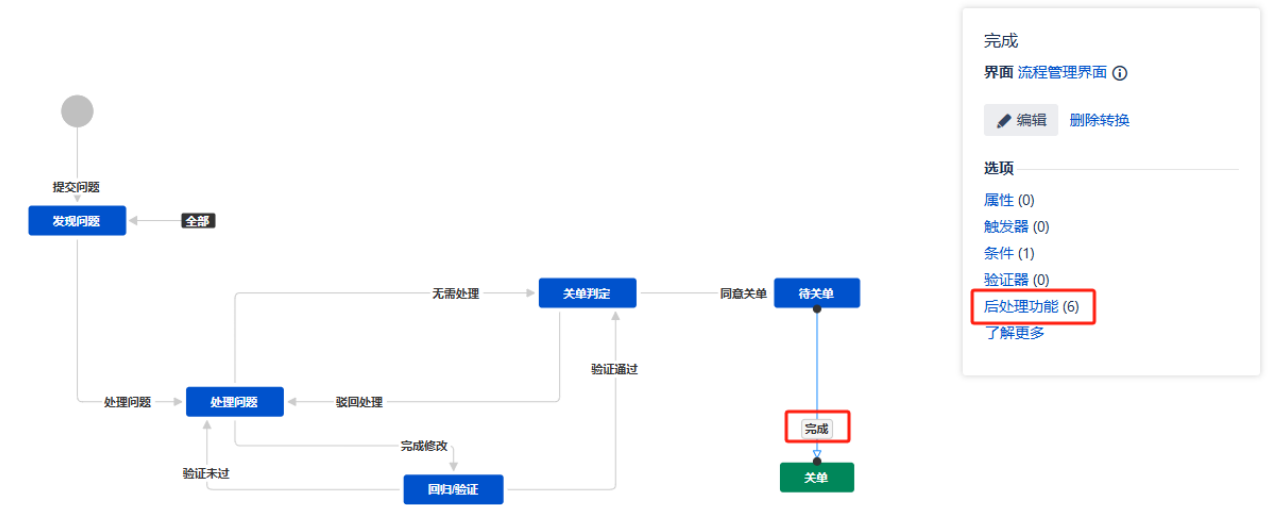 提交问题
发现问题
全部
无需处理
关单判定
同意关单
待关单
验证通过
处理问题
处理问题
驳回处理
完成
完成修改
验证未过
回归/验证
关单
完成
界面 流程管理界面
编辑 删除转换
选项
属性 (0)
触发器 (0)
条件 (1)
验证器 (0)
后处理功能 (6)
了解更多